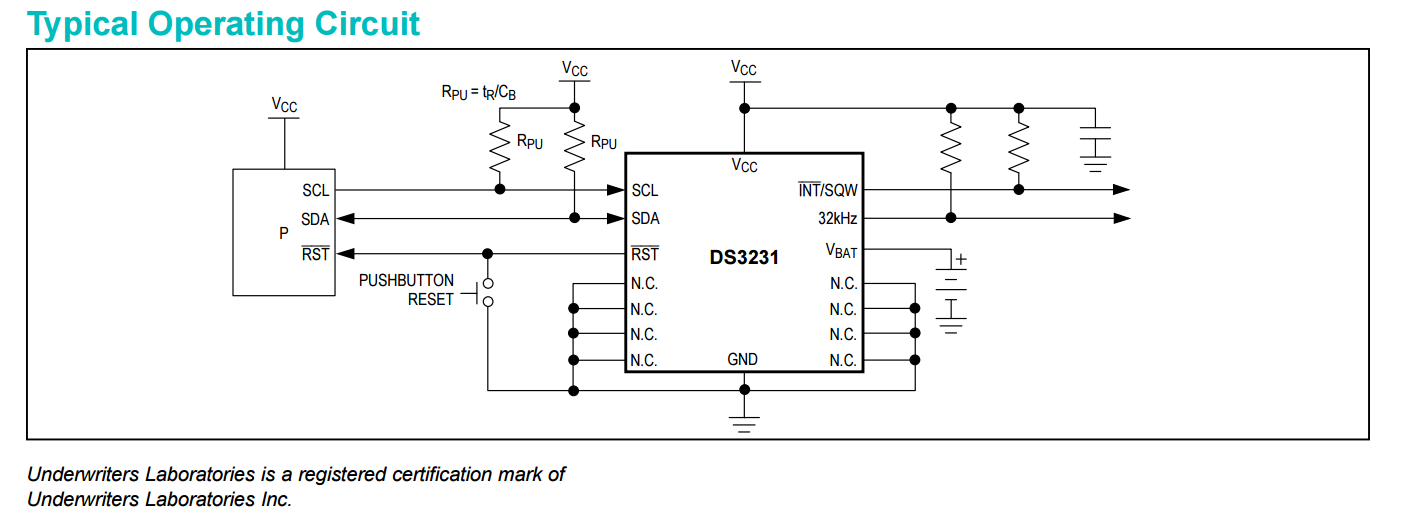 Typical Operating Circuit
VCC
VCC
RPU = tR/CB
VCC
RPU
RPU
VCC
SCL
SCL
INT/SQW
SDA
SDA
32kHz
P
RST
RST
DS3231
VBAT
+
PUSHBUTTON
RESET
N.C.
N.C.
N.C.
N.C.
N.C.
N.C.
N.C.
GND
N.C.
Underwriters Laboratories is a registered certification mark of
Underwriters Laboratories Inc.